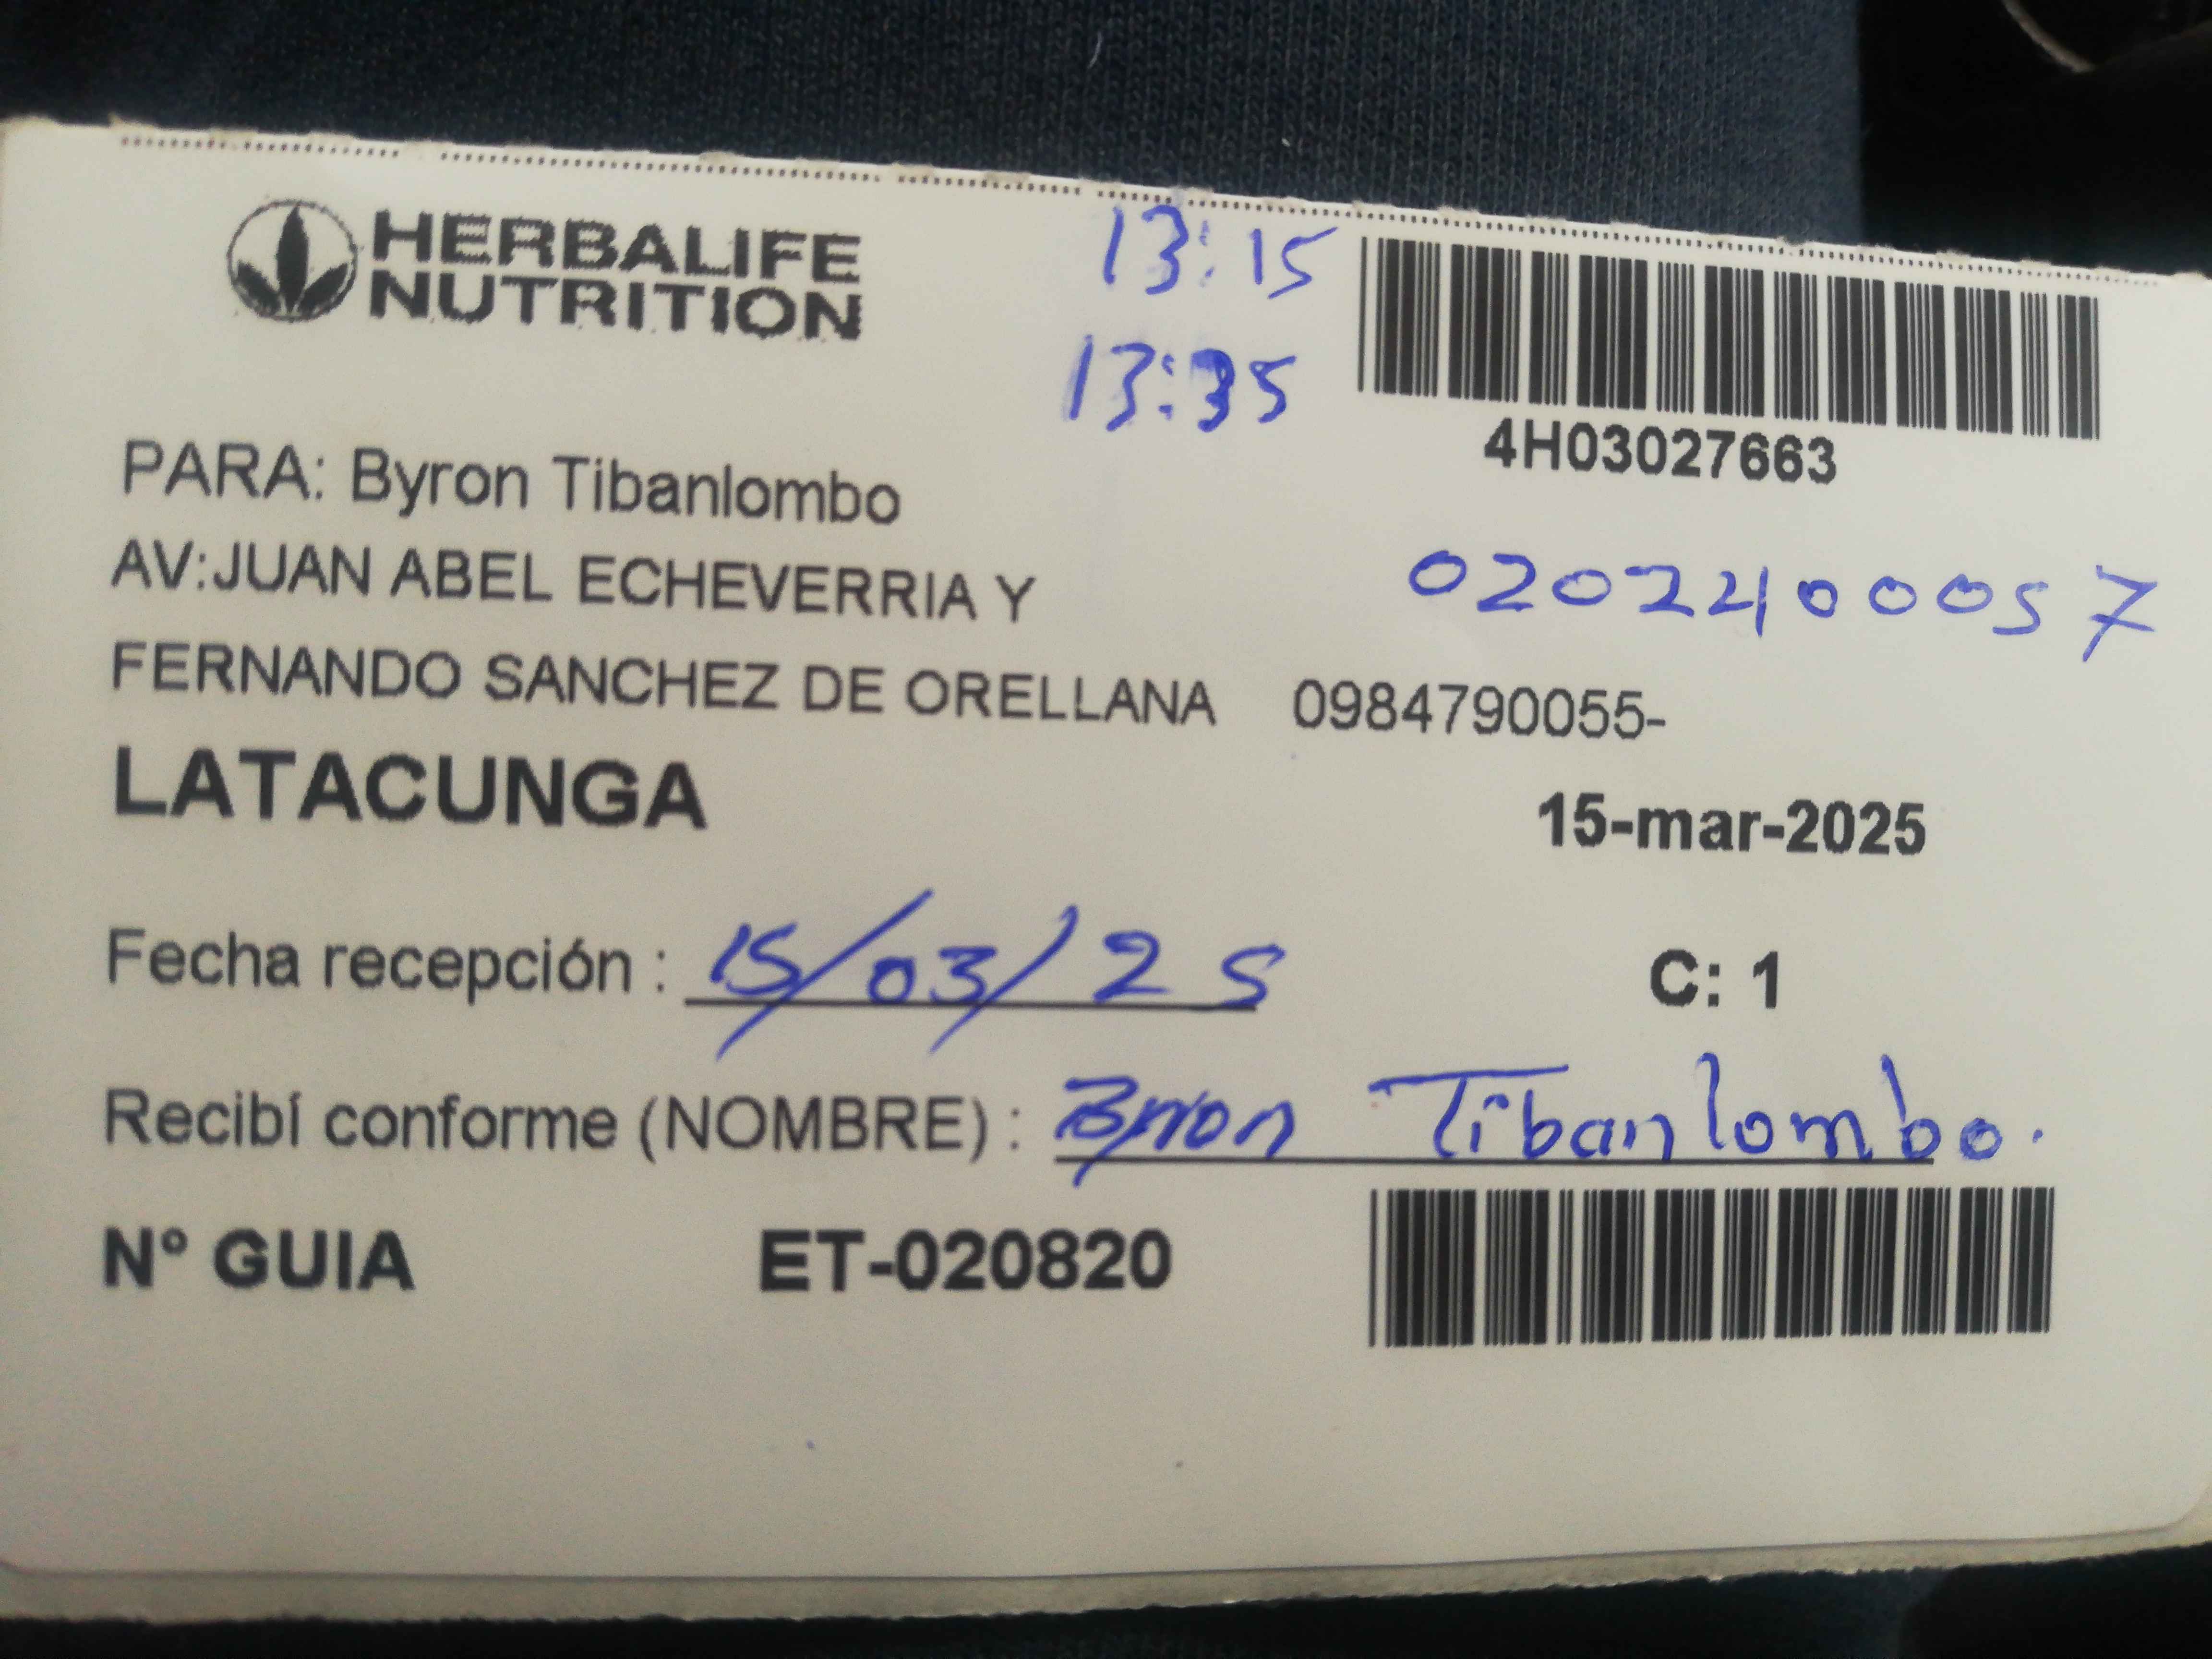 HERBALIFE
NUTRITION
13:15
13:35
4H03027663
PARA: Byron Tibanlombo
AV:JUAN ABEL ECHEVERRIA Y
02022400057
FERNANDO SANCHEZ DE ORELLANA 0984790055-
LATACUNGA
15-mar-2025
Fecha recepción : 15/03/25
C: 1
Recibí conforme (NOMBRE) : Byron Tibanlombo.
Nº GUIA ET-020820